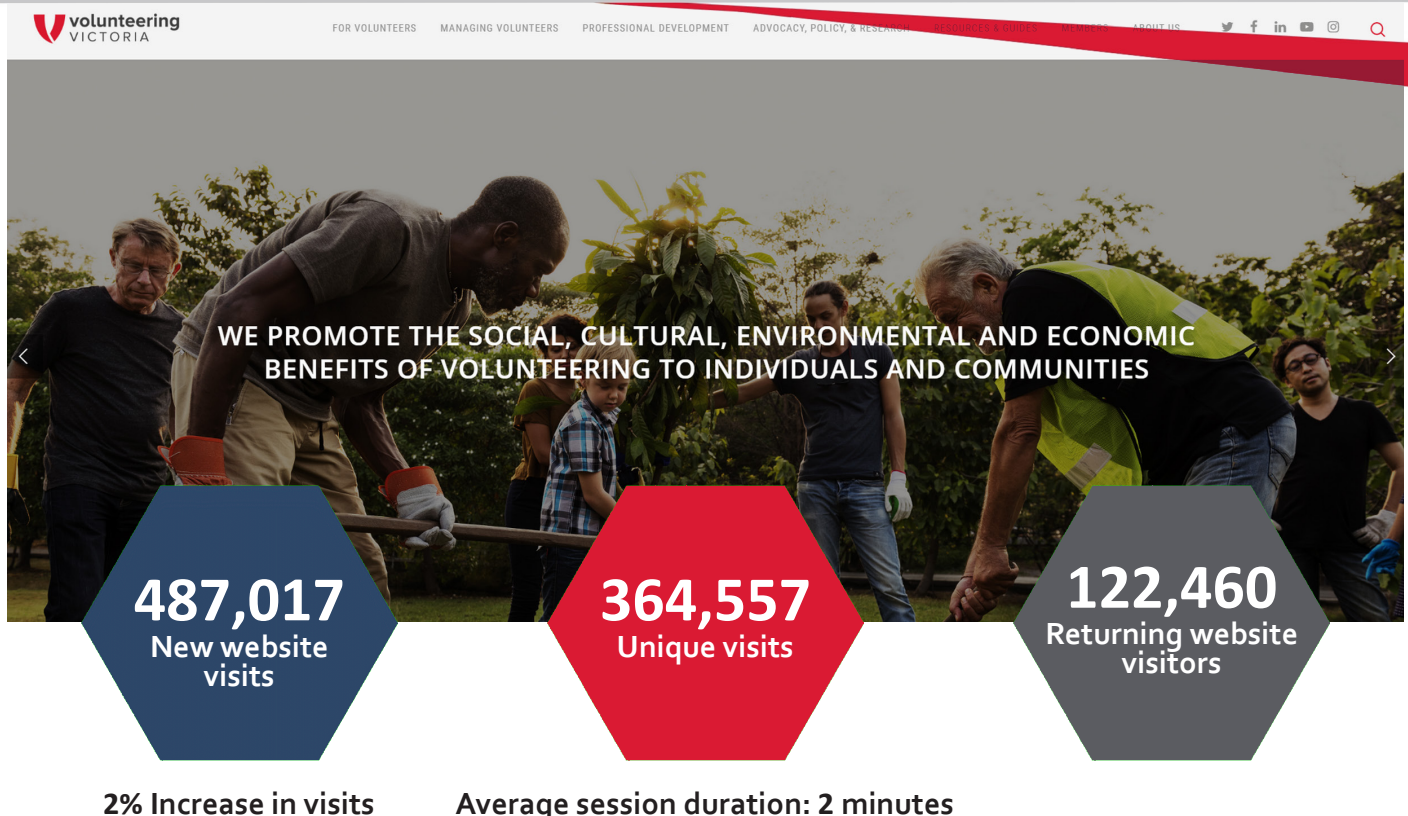 volunteering
VICTORIA
FOR VOLUNTEERS MANAGING VOLUNTEERS PROFESSIONAL DEVELOPMENT ADVOCACY, POLICY, & RESEARCH RESOURCES & GUIDES MEMBERS ABOUT US
WE PROMOTE THE SOCIAL, CULTURAL, ENVIRONMENTAL AND ECONOMIC
BENEFITS OF VOLUNTEERING TO INDIVIDUALS AND COMMUNITIES
487,017
New website
visits
364,557
Unique visits
122,460
Returning website
visitors
2% Increase in visits
Average session duration: 2 minutes